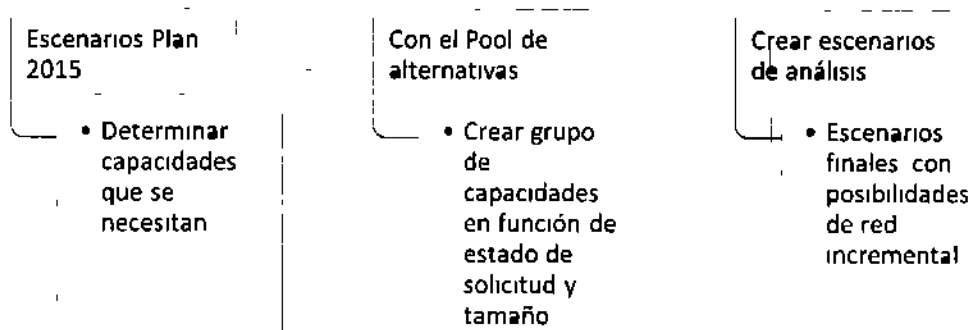 Escenarios Plan
2015
• Determinar
capacidades
que se
necesitan
Con el Pool de
alternativas
• Crear grupo
de
capacidades
en función de
estado de
solicitud y
tamaño
Crear escenarios
de análisis
• Escenarios
finales con
posibilidades
de red
incremental